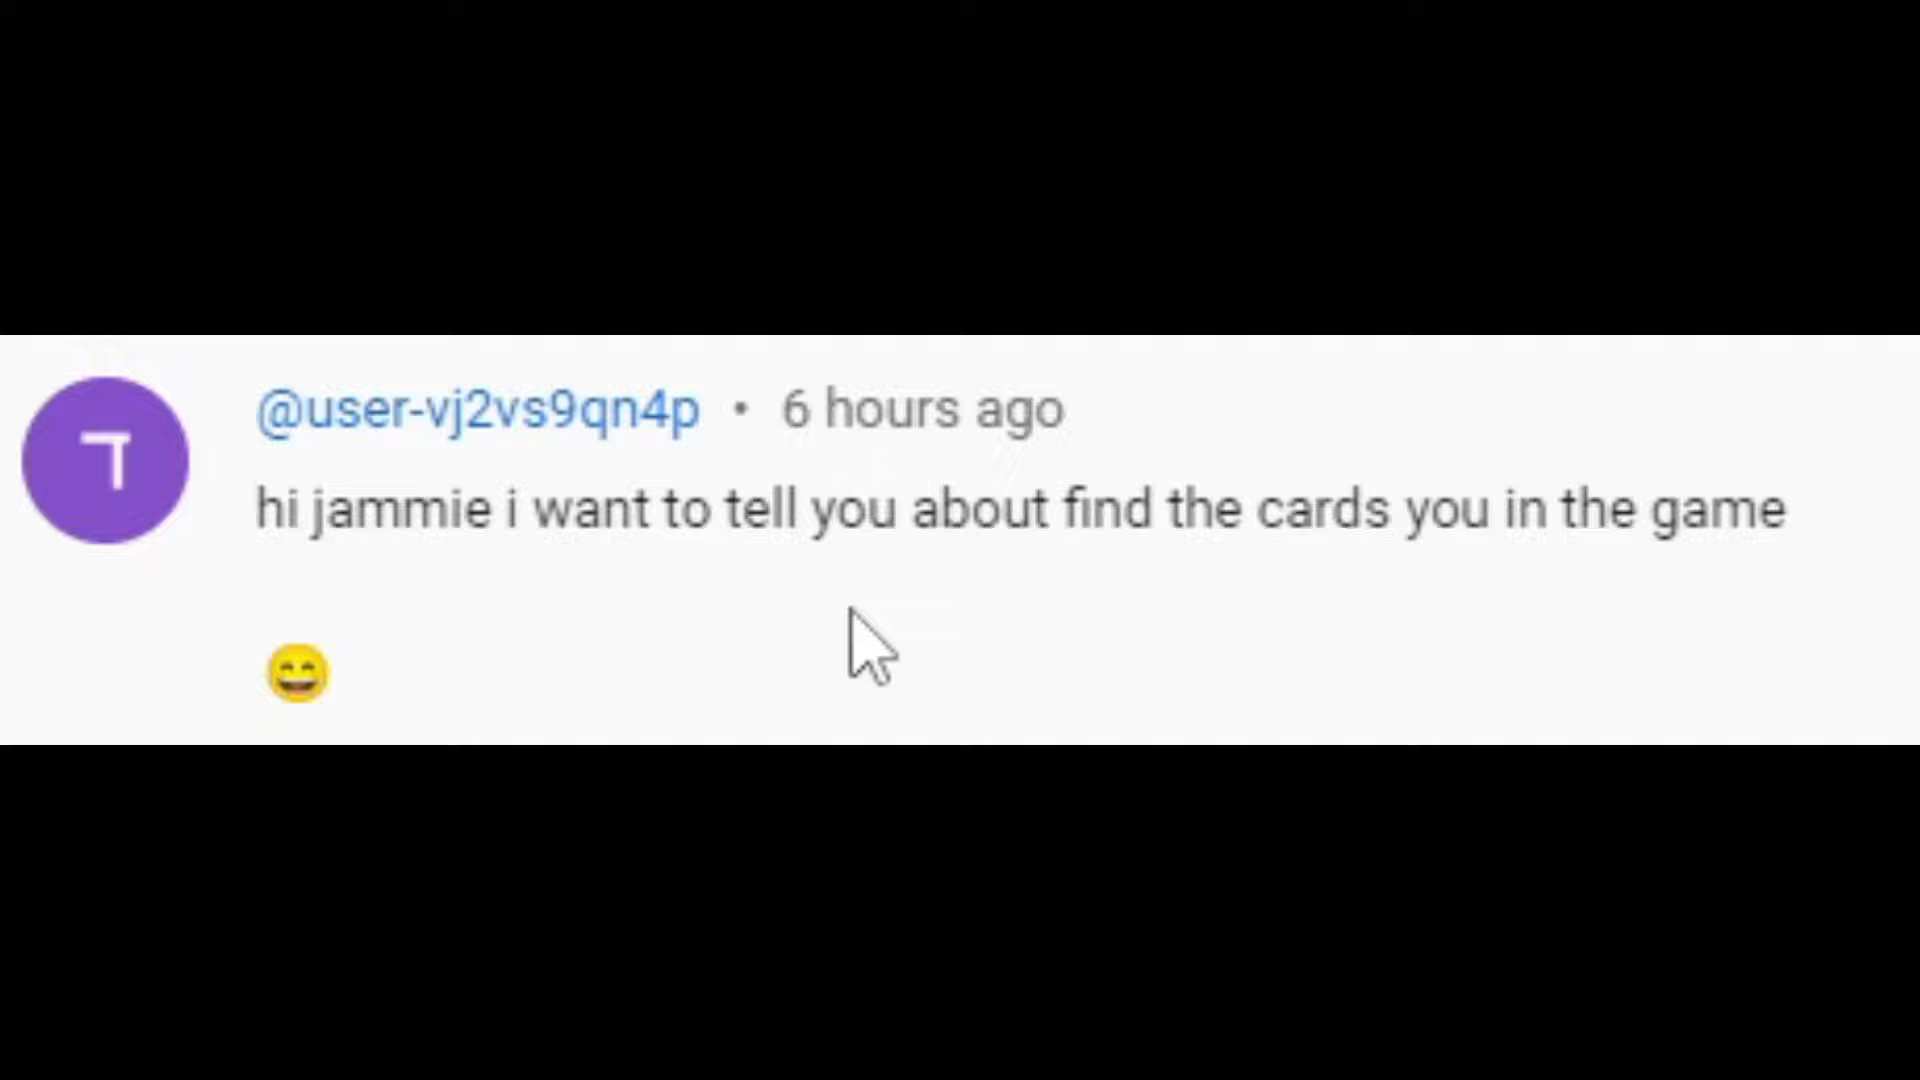 ㄱ
@user-vj2vs9qn4p • 6 hours ago
hi jammie i want to tell you about find the cards you in the game
😄